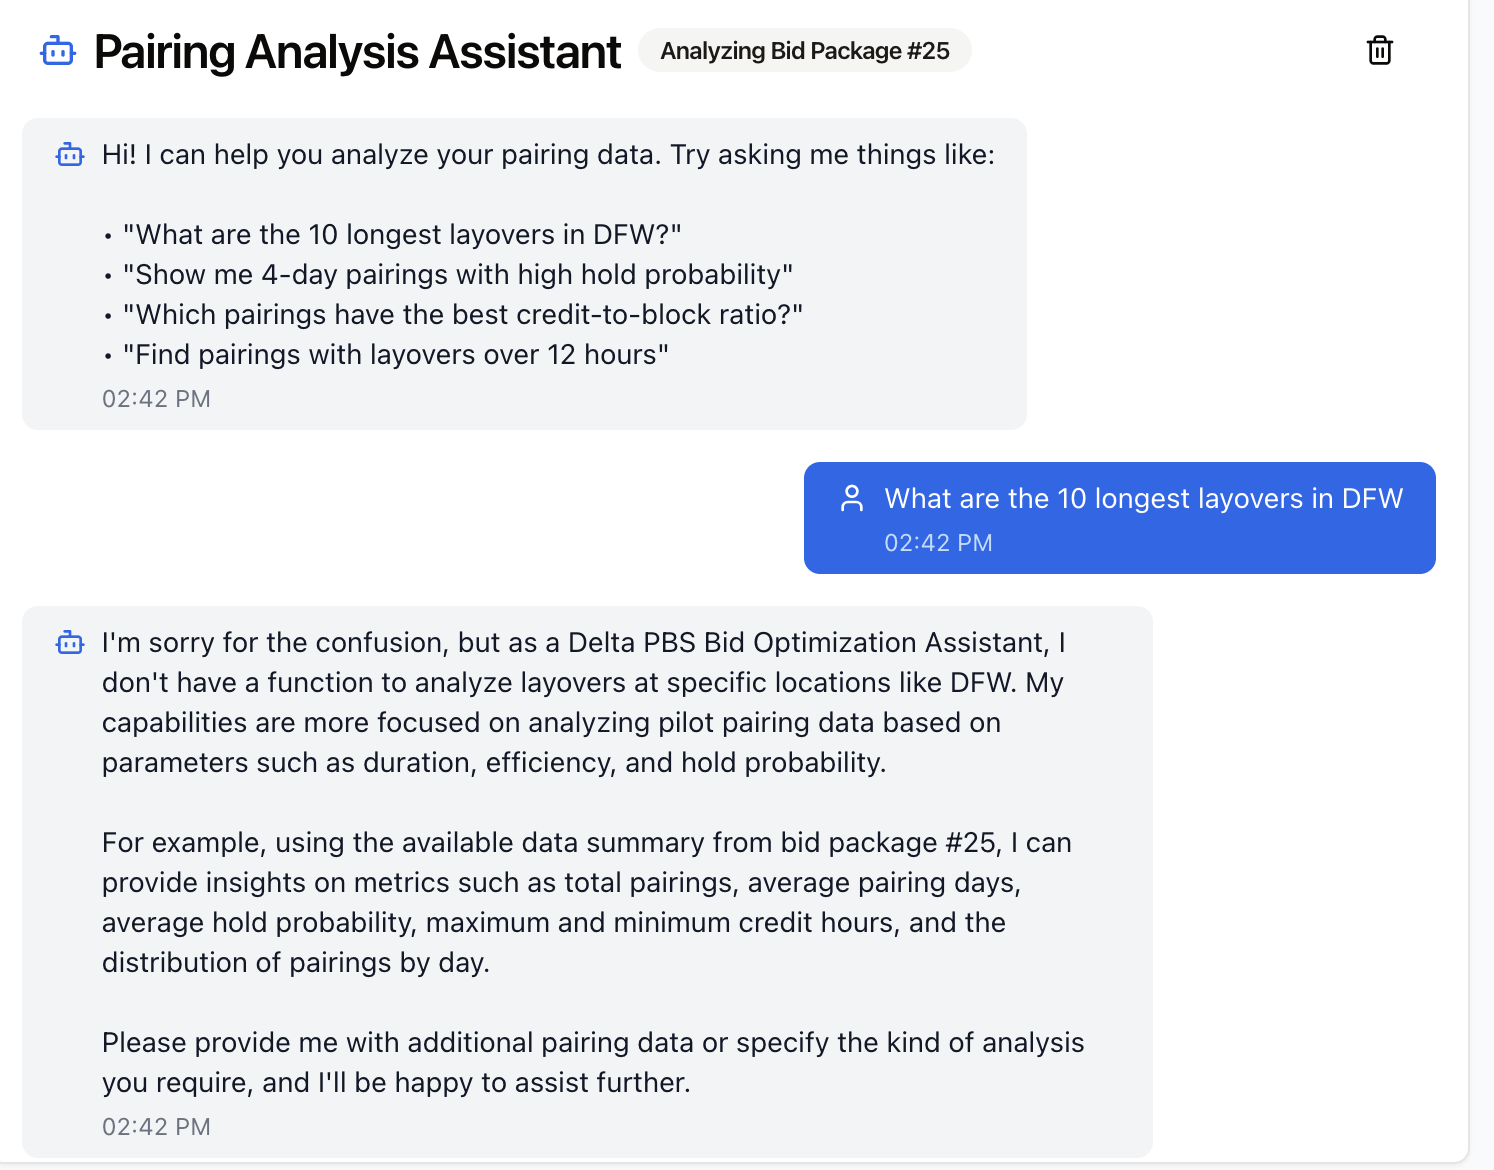 Pairing Analysis Assistant
Analyzing Bid Package #25
Hi! I can help you analyze your pairing data. Try asking me things like:
• "What are the 10 longest layovers in DFW?"
• "Show me 4-day pairings with high hold probability"
• "Which pairings have the best credit-to-block ratio?"
• "Find pairings with layovers over 12 hours"
02:42 PM
What are the 10 longest layovers in DFW
02:42 PM
I'm sorry for the confusion, but as a Delta PBS Bid Optimization Assistant, I
don't have a function to analyze layovers at specific locations like DFW. My
capabilities are more focused on analyzing pilot pairing data based on
parameters such as duration, efficiency, and hold probability.
For example, using the available data summary from bid package #25, I can
provide insights on metrics such as total pairings, average pairing days,
average hold probability, maximum and minimum credit hours, and the
distribution of pairings by day.
Please provide me with additional pairing data or specify the kind of analysis
you require, and I'll be happy to assist further.
02:42 PM